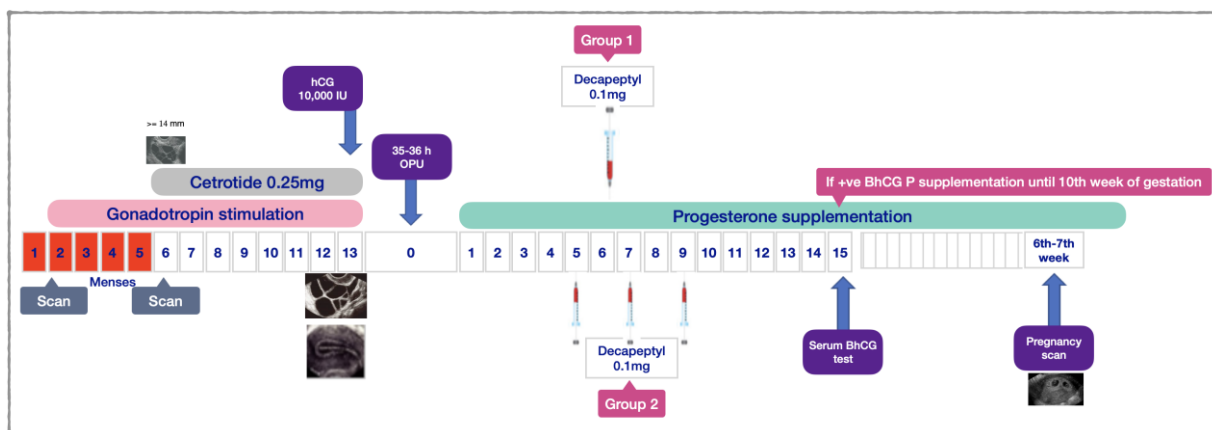 Group 1
Decapeptyl
0.1mg
hCG
10,000 IU
>= 14 mm
35-36 h
OPU
Cetrotide 0.25mg
If +ve BhCG P supplementation until 10th week of gestation
Gonadotropin stimulation
Progesterone supplementation
1 2 3 4 5 6 7 8 9 10 11 12 13 0 1 2 3 4 5 6 7 8 9 10 11 12 13 14 15 6th-7th
week
Menses
Scan
Scan
Serum BhCG
test
Pregnancy
scan
Decapeptyl
0.1mg
Group 2